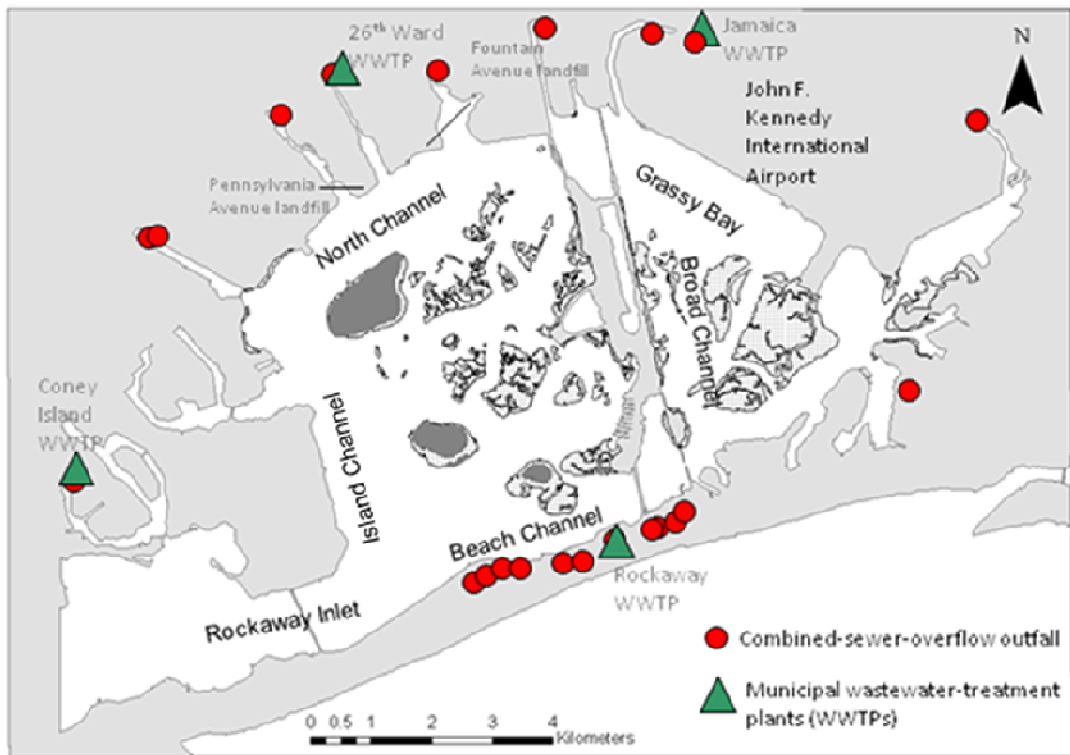 26th Ward
WWTP
Fountain
Avenue landfill
Jamaica
WWTP
N
John F.
Kennedy
International
Airport
Pennsylvania
Avenue landfill
North Channel
Grassy Bay
Broad Channel
Coney
Island
WWTP
Island Channel
Beach Channel
Rockaway
WWTP
Rockaway Inlet
Combined-sewer-overflow outfall
Municipal wastewater-treatment
plants (WWTPs)
0 0.5 1 2 3 4
Kilometers